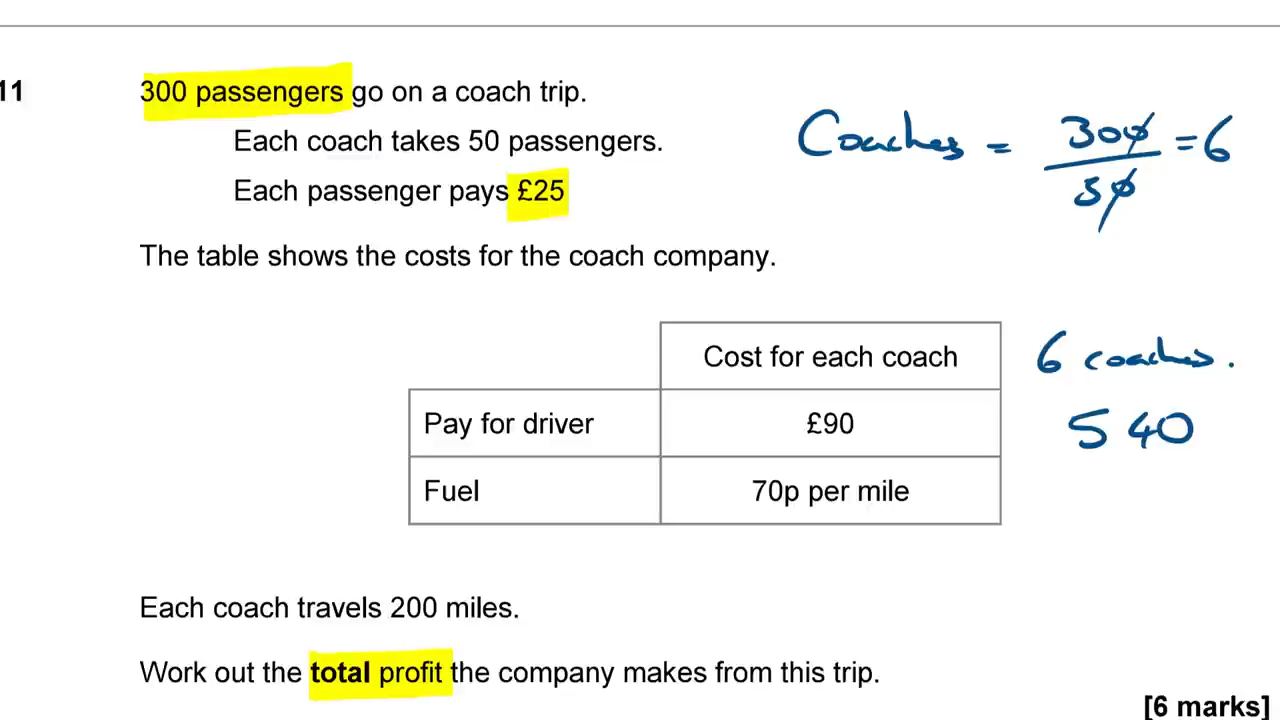 11 300 passengers go on a coach trip.
Each coach takes 50 passengers.
Each passenger pays £25
Coaches = 300/50 = 6
The table shows the costs for the coach company.
Cost for each coach
6 coaches.
Pay for driver £90
540
Fuel 70p per mile
Each coach travels 200 miles.
Work out the total profit the company makes from this trip.
[6 marks]